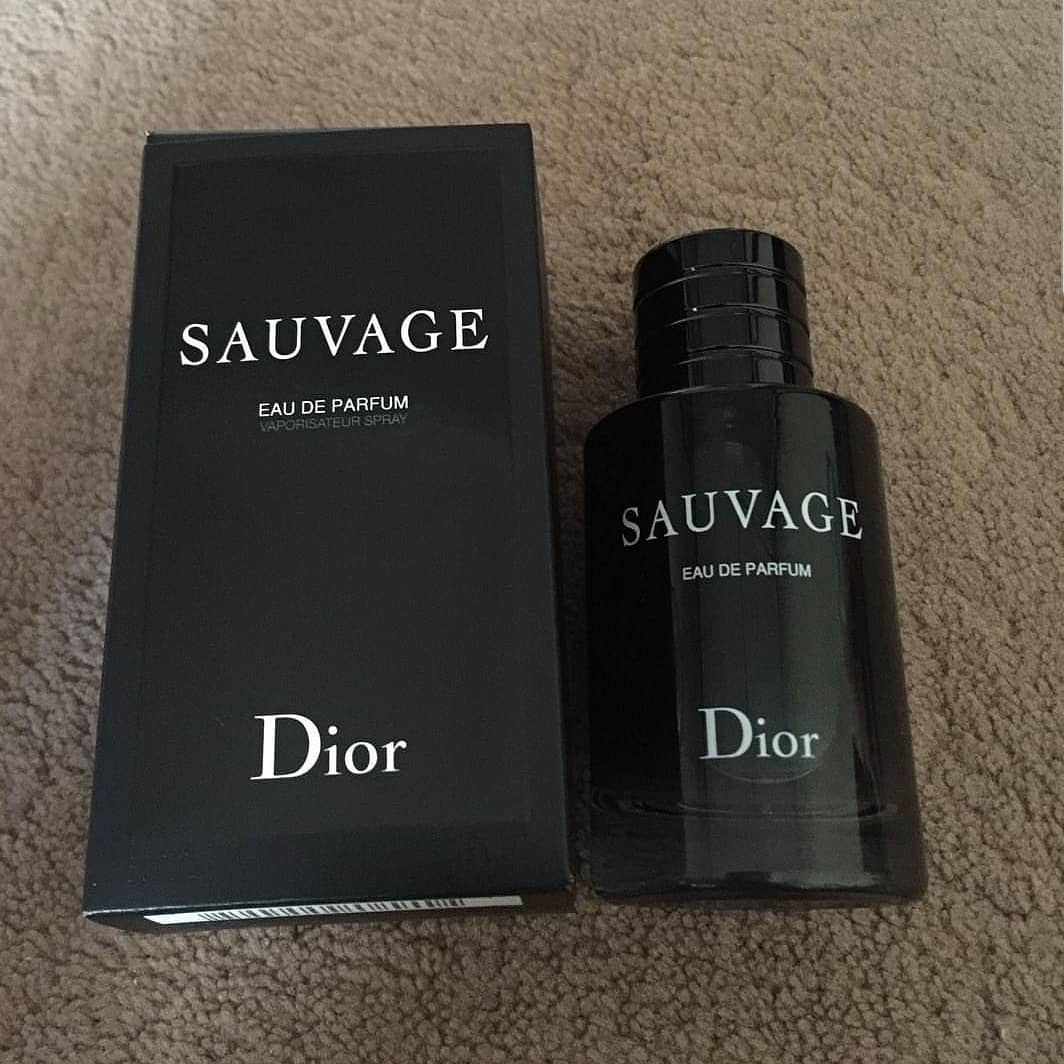 SAUVAGE
EAU DE PARFUM
VAPORISATEUR SPRAY
Dior
SAUVAGE
EAU DE PARFUM
Dior